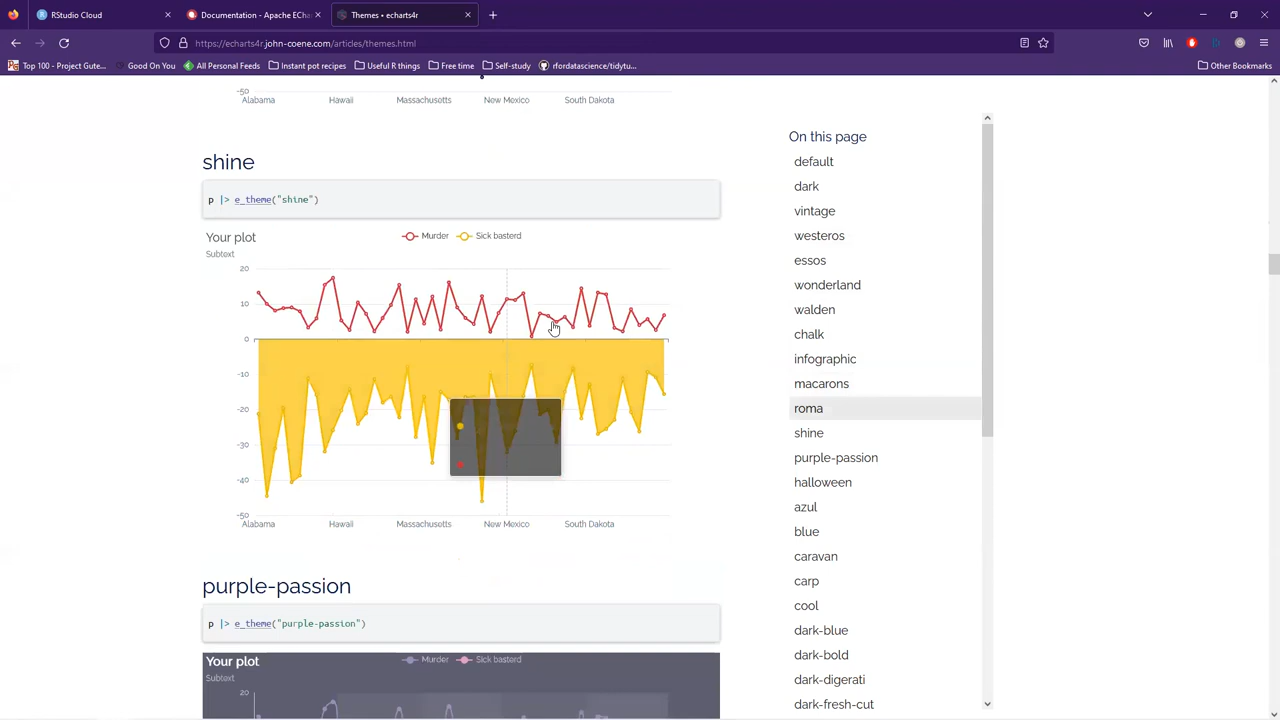 RStudio Cloud
Documentation - Apache ECha
Themes • echarts4r
https://echarts4r.john-coene.com/articles/themes.html
Top 100 - Project Gute...
Good On You
All Personal Feeds
Instant pot recipes
Useful R things
Free time
Self-study
rfordatascience/tidytu...
Other Bookmarks
-50
Alabama
Hawaii
Massachusetts
New Mexico
South Dakota
shine
p |> e_theme("shine")
Your plot
Subtext
Murder
Sick basterd
20
10
0
-10
-20
-30
-40
-50
Alabama
Hawaii
Massachusetts
New Mexico
South Dakota
purple-passion
p |> e_theme("purple-passion")
Your plot
Subtext
Murder
Sick basterd
20
On this page
default
dark
vintage
westeros
essos
wonderland
walden
chalk
infographic
macarons
roma
shine
purple-passion
halloween
azul
blue
caravan
carp
cool
dark-blue
dark-bold
dark-digerati
dark-fresh-cut